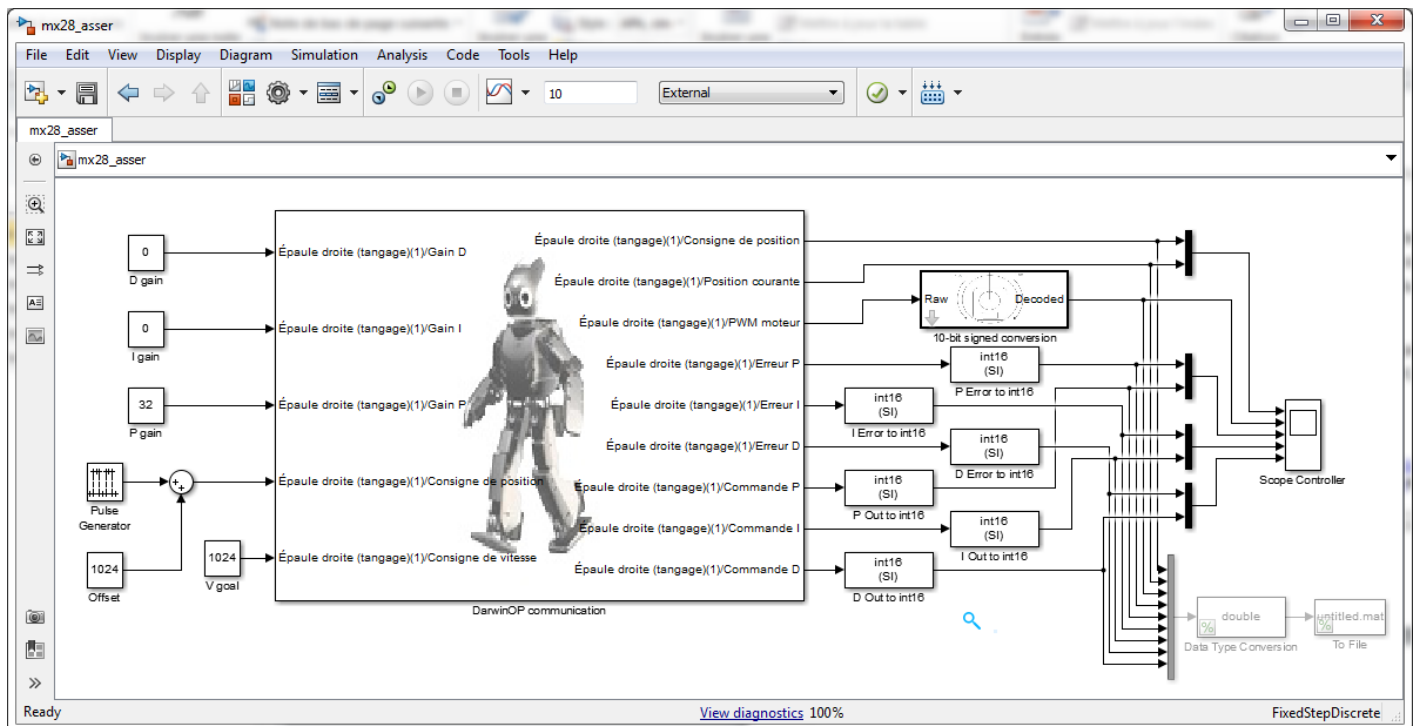 mx28_asser
File Edit View Display Diagram Simulation Analysis Code Tools Help
10 External
mx28_asser
mx28_asser
0
D gain
0
I gain
32
P gain
Pulse
Generator
1024
Offset
1024
V goal
Épaule droite (tangage)(1)/Gain D
Épaule droite (tangage)(1)/Gain I
Épaule droite (tangage)(1)/Gain P
Épaule droite (tangage)(1)/Consigne de position
Épaule droite (tangage)(1)/Consigne de vitesse
Épaule droite (tangage)(1)/Consigne de position
Épaule droite (tangage)(1)/Position courante
Épaule droite (tangage)(1)/PWM moteur
Épaule droite (tangage)(1)/Erreur P
Épaule droite (tangage)(1)/Erreur I
Épaule droite (tangage)(1)/Erreur D
Épaule droite (tangage)(1)/Commande P
Épaule droite (tangage)(1)/Commande I
Épaule droite (tangage)(1)/Commande D
DarwinOP communication
Raw Decoded
10-bit signed conversion
int16
(SI)
P Error to int16
int16
(SI)
I Error to int16
int16
(SI)
D Error to int16
int16
(SI)
P Out to int16
int16
(SI)
I Out to int16
int16
(SI)
D Out to int16
Scope Controller
double
Data Type Conversion
untitled.mat
To File
Ready View diagnostics 100% FixedStepDiscrete